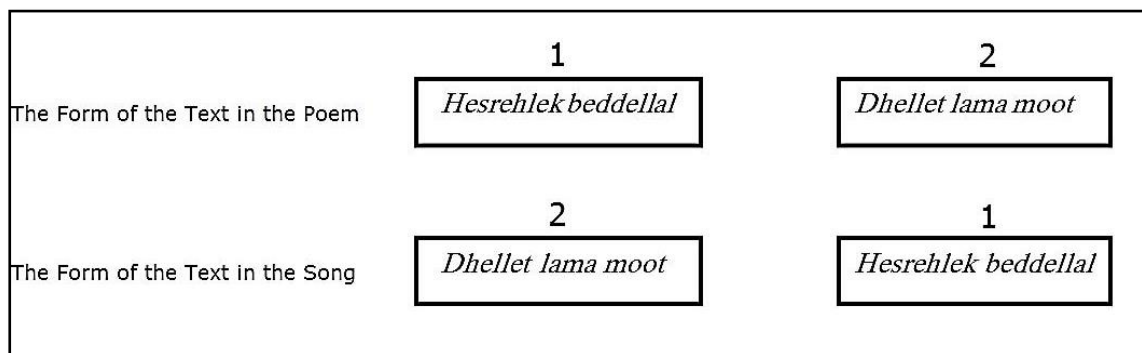 1 2
The Form of the Text in the Poem Hesrehlek beddellal Dhellet lama moot
2 1
The Form of the Text in the Song Dhellet lama moot Hesrehlek beddellal